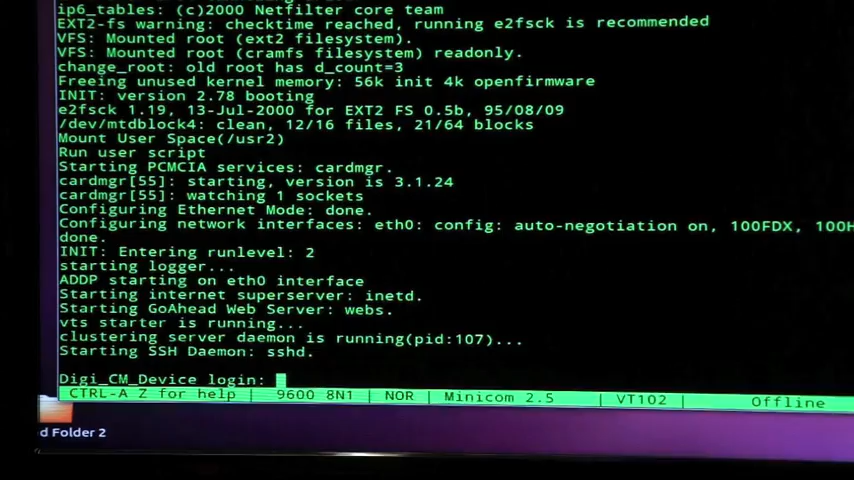 ip6_tables: (c)2000 Netfilter core team
EXT2-fs warning: checktime reached, running e2fsck is recommended
VFS: Mounted root (ext2 filesystem).
VFS: Mounted root (cramfs filesystem) readonly.
change_root: old root has d_count=3
Freeing unused kernel memory: 56k init 4k openfirmware
INIT: version 2.78 booting
e2fsck 1.19, 13-Jul-2000 for EXT2 FS 0.5b, 95/08/09
/dev/mtdblock4: clean, 12/16 files, 21/64 blocks
Mount User Space(/usr2)
Run user script
Starting PCMCIA services: cardmgr.
cardmgr[55]: starting, version is 3.1.24
cardmgr[55]: watching 1 sockets
Configuring Ethernet Mode: done.
Configuring network interfaces: eth0: config: auto-negotiation on, 100FDX, 100H
done.
INIT: Entering runlevel: 2
starting logger...
ADDP starting on eth0 interface
Starting internet superserver: inetd.
Starting GoAhead Web Server: webs.
vts starter is running...
clustering server daemon is running(pid:107)...
Starting SSH Daemon: sshd.
Digi_CM_Device login:
CTRL-A Z for help | 9600 8N1 | NOR | Minicom 2.5 | VT102 | Offline
d Folder 2